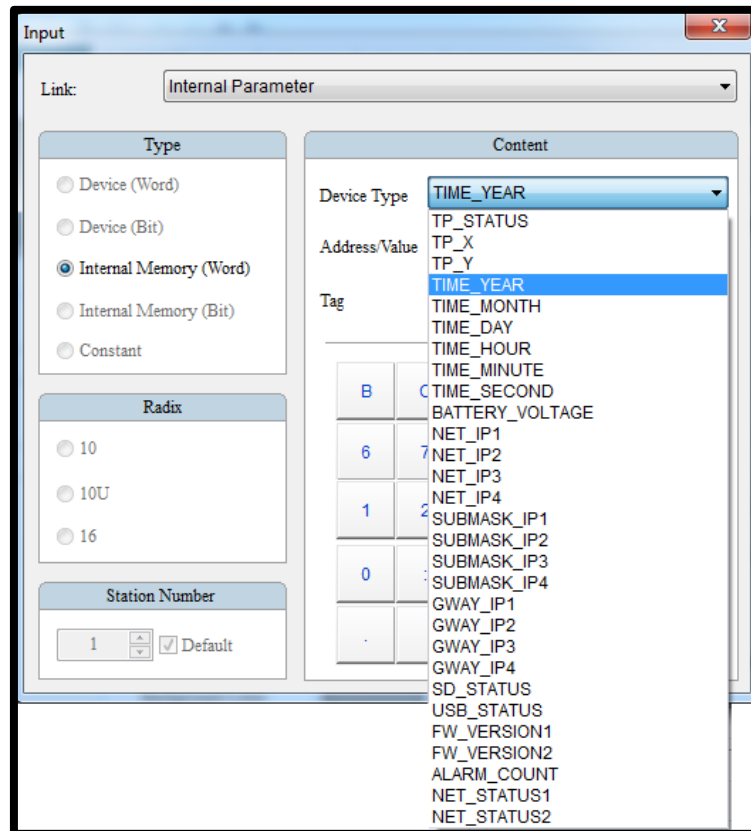 Input
Link:
Internal Parameter
Type
Device (Word)
Device (Bit)
Internal Memory (Word)
Internal Memory (Bit)
Constant
Radix
10
10U
16
Station Number
1
Default
Content
Device Type
TIME_YEAR
Address/Value
Tag
TP_STATUS
TP_X
TP_Y
TIME_YEAR
TIME_MONTH
TIME_DAY
TIME_HOUR
TIME_MINUTE
TIME_SECOND
BATTERY_VOLTAGE
NET_IP1
NET_IP2
NET_IP3
NET_IP4
SUBMASK_IP1
SUBMASK_IP2
SUBMASK_IP3
SUBMASK_IP4
GWAY_IP1
GWAY_IP2
GWAY_IP3
GWAY_IP4
SD_STATUS
USB_STATUS
FW_VERSION1
FW_VERSION2
ALARM_COUNT
NET_STATUS1
NET_STATUS2
B
6
1
0
.